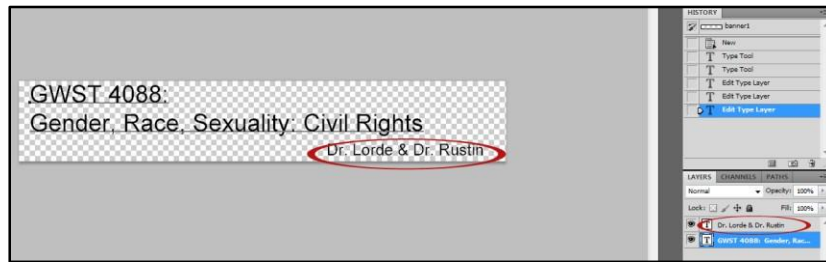 GWST 4088:
Gender, Race, Sexuality: Civil Rights
Dr. Lorde & Dr. Rustin
HISTORY
banner1
New
Type Tool
Type Tool
Edit Type Layer
Edit Type Layer
Edit Type Layer
LAYERS CHANNELS PATHS
Normal Opacity: 100%
Lock: Fill: 100%
T Dr. Lorde & Dr. Rustin
T GWST 4088: Gender, Rac...